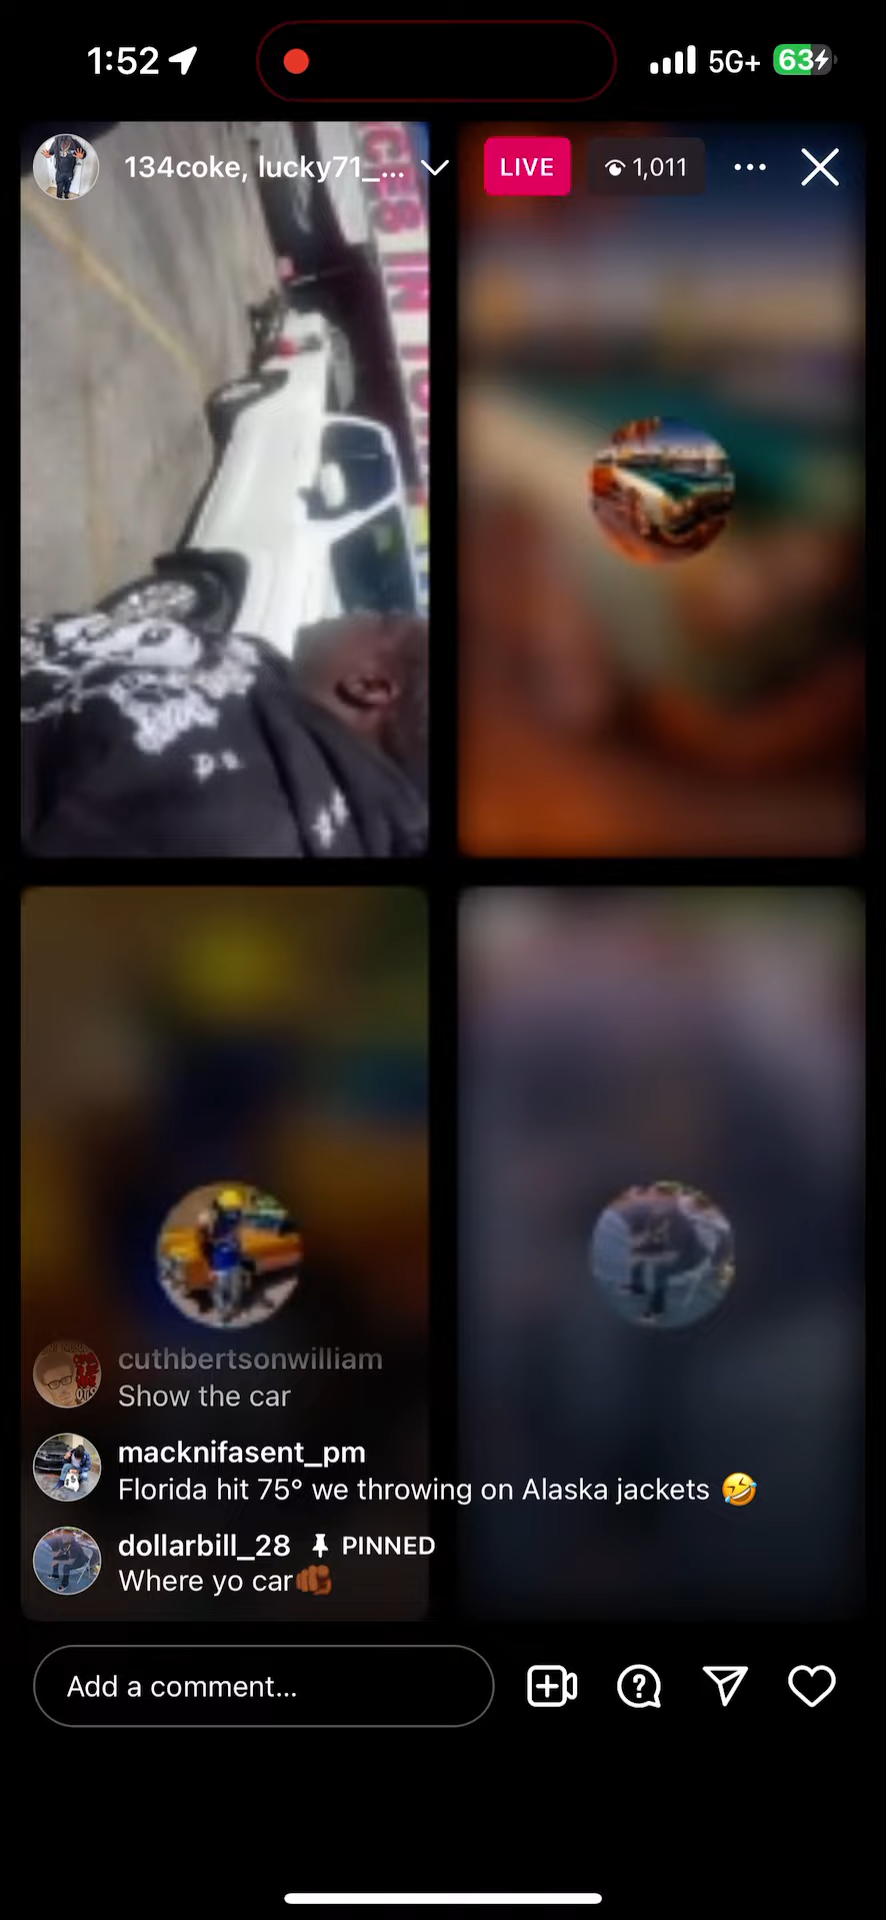 1:52
5G+
63
134coke, lucky71_...
LIVE
1,011
cuthbertsonwilliam
Show the car
macknifasent_pm
Florida hit 75° we throwing on Alaska jackets 🤣
dollarbill_28 PINNED
Where yo car🫵🏾
Add a comment...